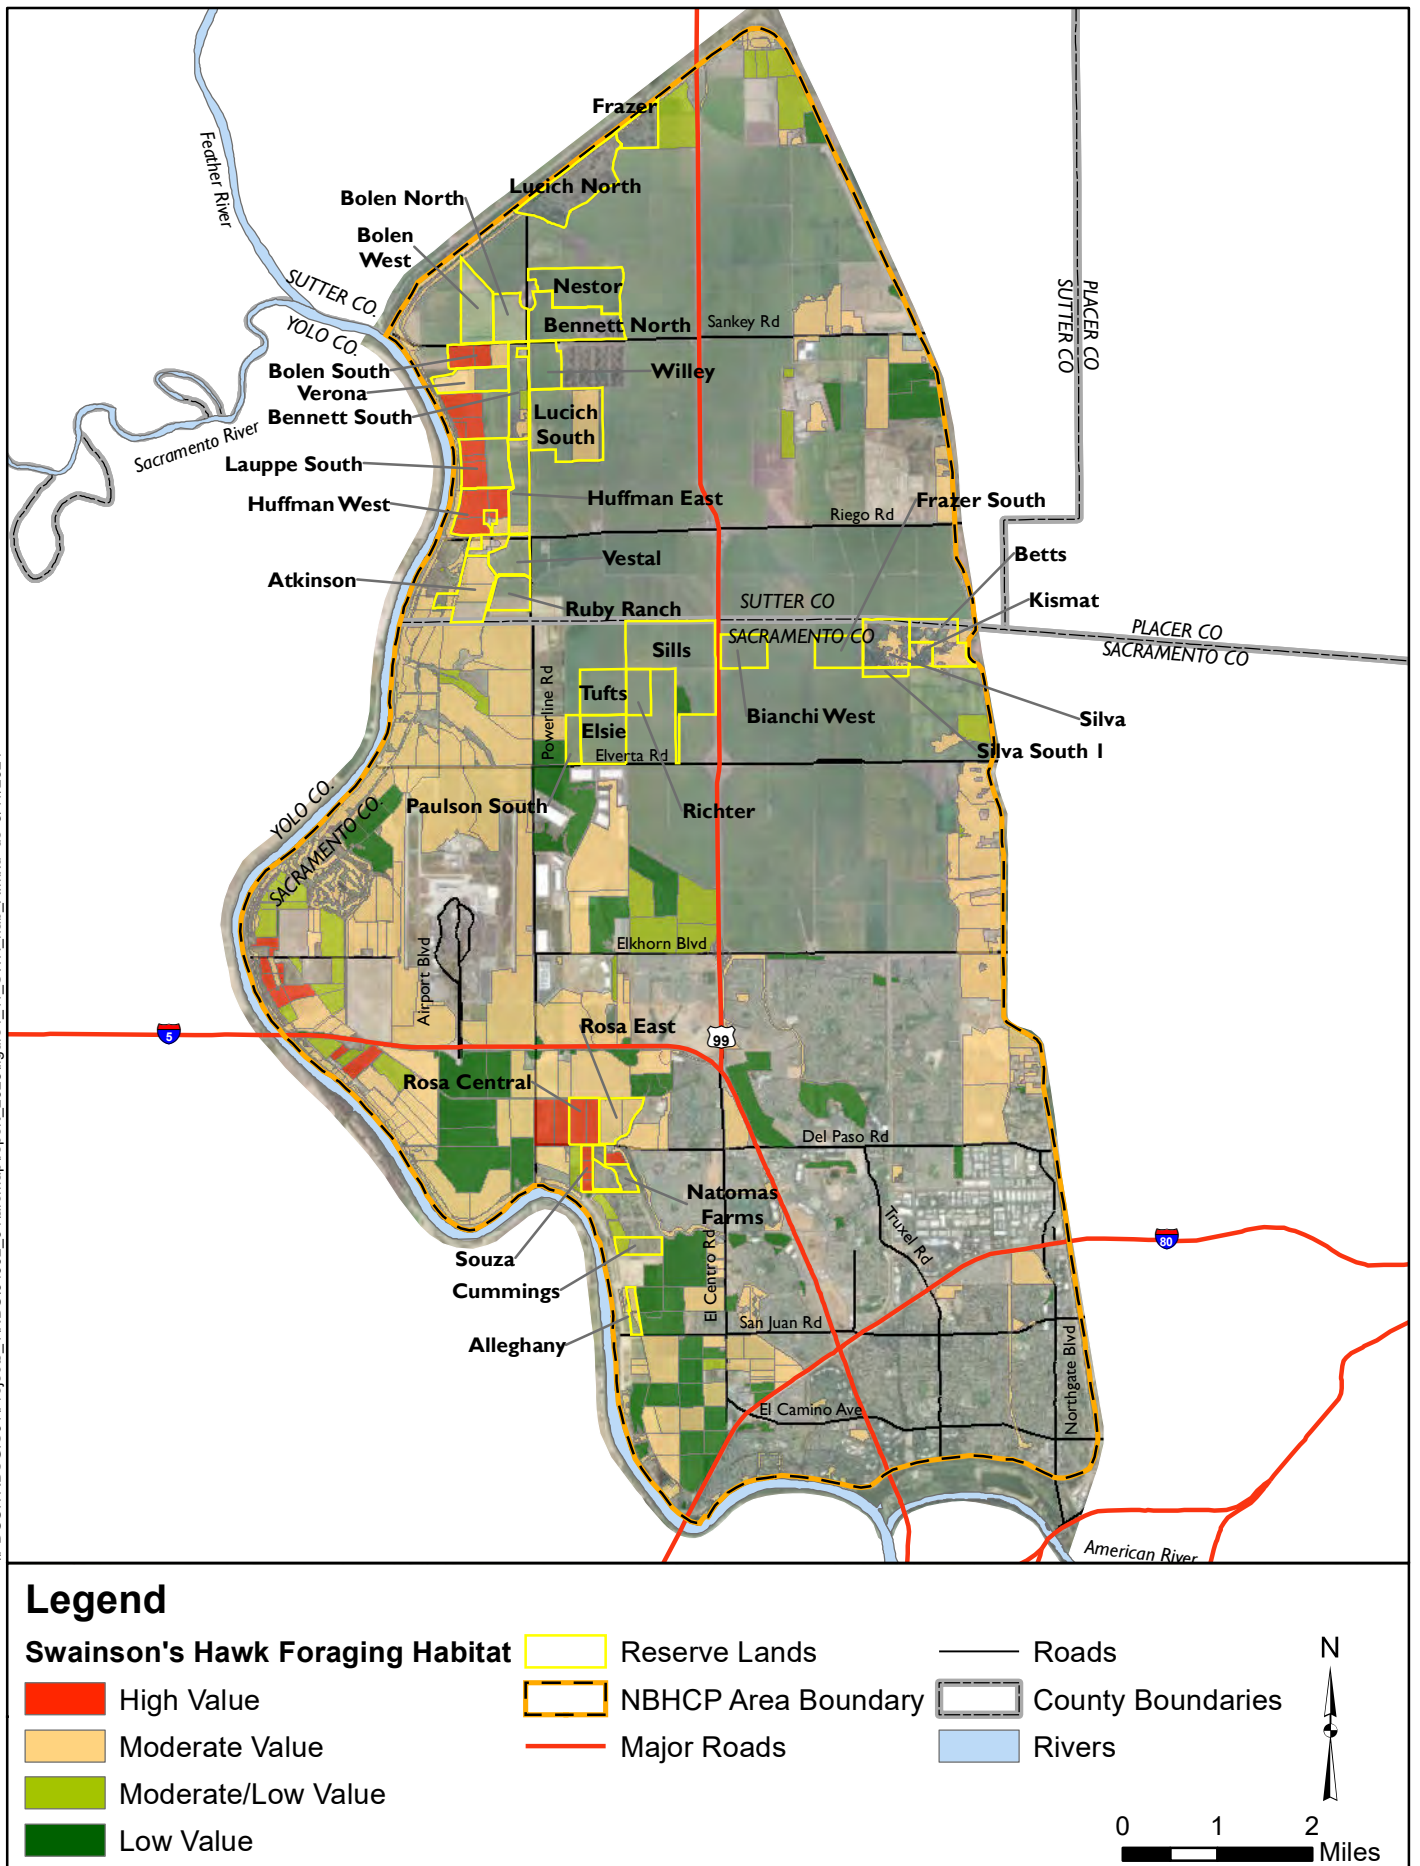 Frazer
Feather River
Lucich North
Bolen North
Bolen
West
SUTTER CO.
YOLO CO.
PLACER CO
SUTTER CO
Nestor
Bennett North
Sankey Rd
Bolen South
Verona
Bennett South
Willey
Lucich
South
Sacramento River
Lauppe South
Huffman West
Huffman East
Frazer South
Riego Rd
Betts
Vestal
Atkinson
Kismat
Ruby Ranch
SUTTER CO
SACRAMENTO CO
PLACER CO
SACRAMENTO CO
Sills
Powerline Rd
Tufts
Bianchi West
Silva
Elsie
Silva South 1
Elverta Rd
Paulson South
Richter
YOLO CO.
SACRAMENTO CO.
Airport Blvd
Elkhorn Blvd
5
Rosa East
99
Rosa Central
Del Paso Rd
Natomas
Farms
Truxel Rd
80
Souza
Cummings
El Centro Rd
San Juan Rd
Alleghany
Northgate Blvd
El Camino Ave
American River
Legend
Swainson's Hawk Foraging Habitat
High Value
Moderate Value
Moderate/Low Value
Low Value
Reserve Lands
NBHCP Area Boundary
Major Roads
Roads
County Boundaries
Rivers
N
0 1 2
Miles